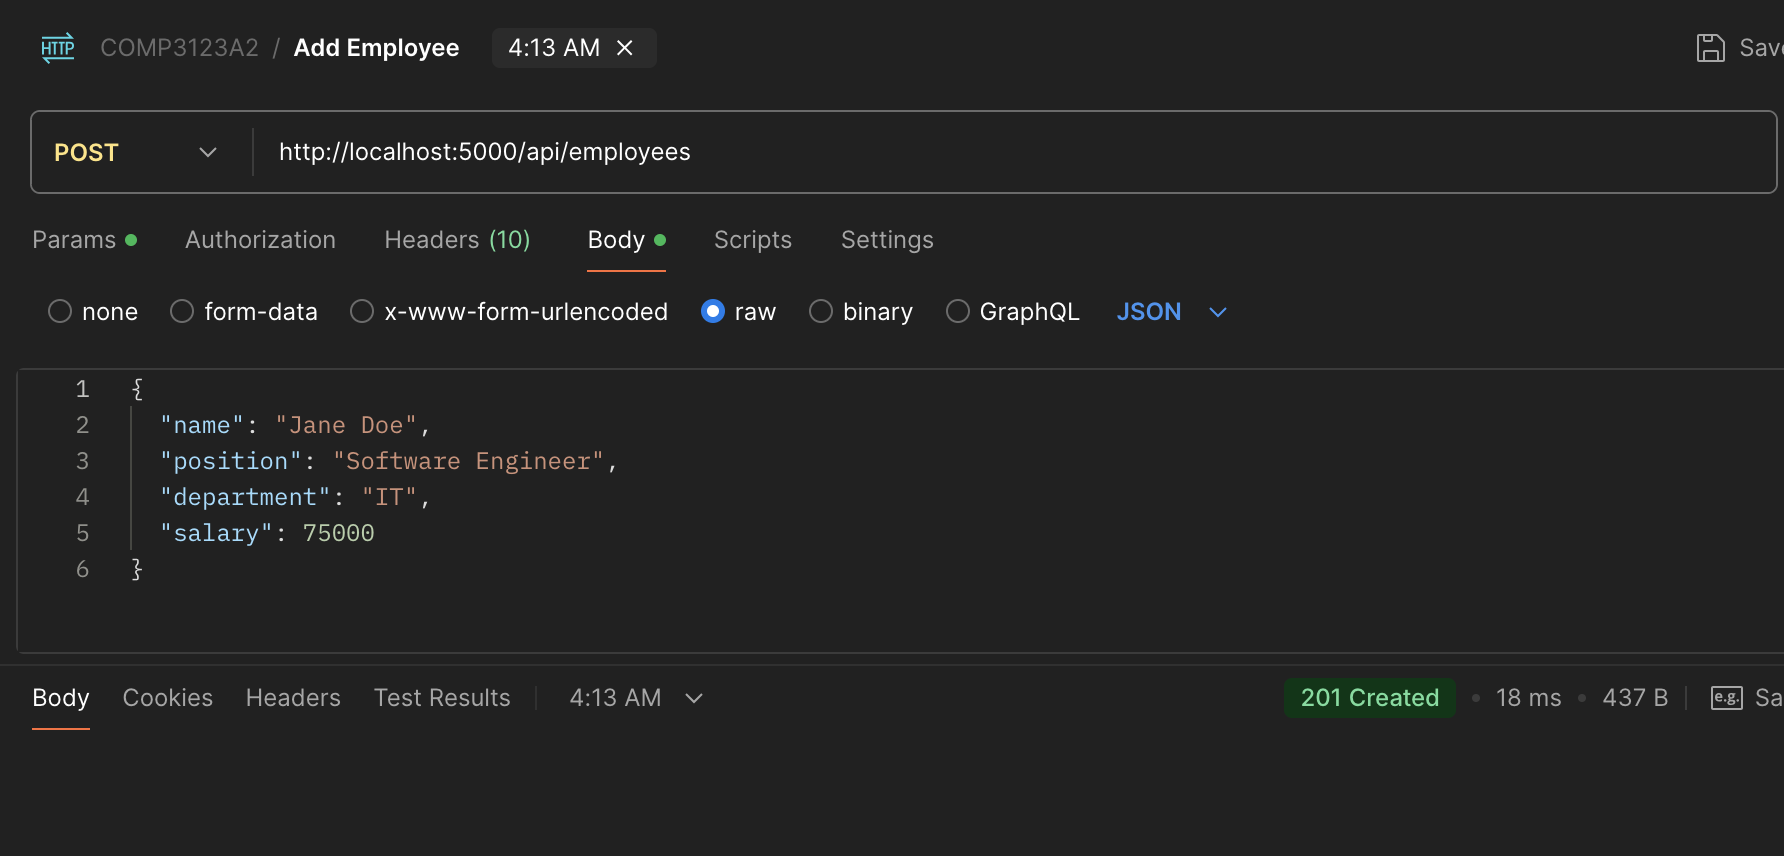 HTTP COMP3123A2 / Add Employee 4:13 AM Save
POST http://localhost:5000/api/employees
Params Authorization Headers (10) Body Scripts Settings
none form-data x-www-form-urlencoded raw binary GraphQL JSON
1 {
2 "name": "Jane Doe",
3 "position": "Software Engineer",
4 "department": "IT",
5 "salary": 75000
6 }
Body Cookies Headers Test Results 4:13 AM 201 Created • 18 ms • 437 B e.g. Sa